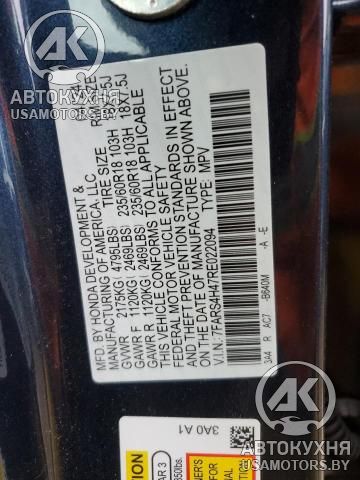 АВТОКУХНЯ
USAMOTORS.BY
MFD. BY HONDA DEVELOPMENT &
MANUFACTURING OF AMERICA, LLC
TIRE SIZE
GVWR 2175KG( 4795LBS)
GAWR F 1120KG( 2469LBS) 235/60R18 103H
GAWR R 1120KG( 2469LBS) 235/60R18 103H
THIS VEHICLE CONFORMS TO ALL APPLICABLE
FEDERAL MOTOR VEHICLE SAFETY STANDARDS IN EFFECT
THEFT PREVENTION STANDARDS
ON THE DATE OF MANUFACTURE SHOWN ABOVE.
V.I.N.: 7FARS4H47RE022094 TYPE: MPV
3A4 R AC7 -B640M -A -E
3A0 A1
АВТОКУХНЯ
USAMOTORS.BY